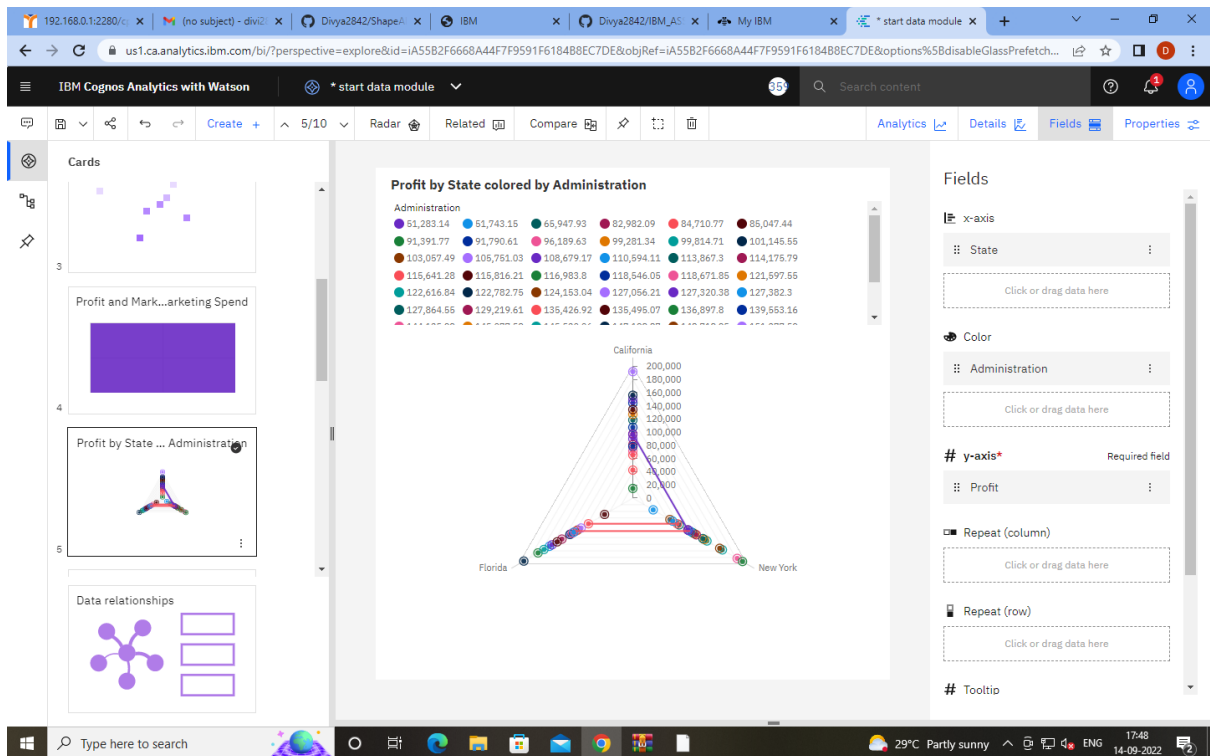 192.168.0.1:2280/cp
(no subject) - divi28
Divya2842/ShapeA
IBM
Divya2842/IBM_AS
My IBM
* start data module
us1.ca.analytics.ibm.com/bi/?perspective=explore&id=iA55B2F6668A44F7F9591F6184B8EC7DE&objRef=iA55B2F6668A44F7F9591F6184B8EC7DE&options%5BdisableGlassPrefetch...
D
IBM Cognos Analytics with Watson
* start data module
359
Search content
1
Create +
5/10
Radar
Related
Compare
Analytics
Details
Fields
Properties
Cards
3
Profit and Mark...arketing Spend
4
Profit by State ... Administration
5
Data relationships
Profit by State colored by Administration
Administration
51,283.14 51,743.15 65,947.93 82,982.09 84,710.77 85,047.44
91,391.77 91,790.61 96,189.63 99,281.34 99,814.71 101,145.55
103,057.49 105,751.03 108,679.17 110,594.11 113,867.3 114,175.79
115,641.28 115,816.21 116,983.8 118,546.05 118,671.85 121,597.55
122,616.84 122,782.75 124,153.04 127,056.21 127,320.38 127,382.3
127,864.55 129,219.61 135,426.92 135,495.07 136,897.8 139,553.16
California
200,000
180,000
160,000
140,000
120,000
100,000
80,000
60,000
40,000
20,000
0
Florida
New York
Fields
x-axis
State
Click or drag data here
Color
Administration
Click or drag data here
y-axis*
Required field
Profit
Repeat (column)
Click or drag data here
Repeat (row)
Click or drag data here
Tooltip
Type here to search
29°C Partly sunny
ENG
17:48
14-09-2022
2